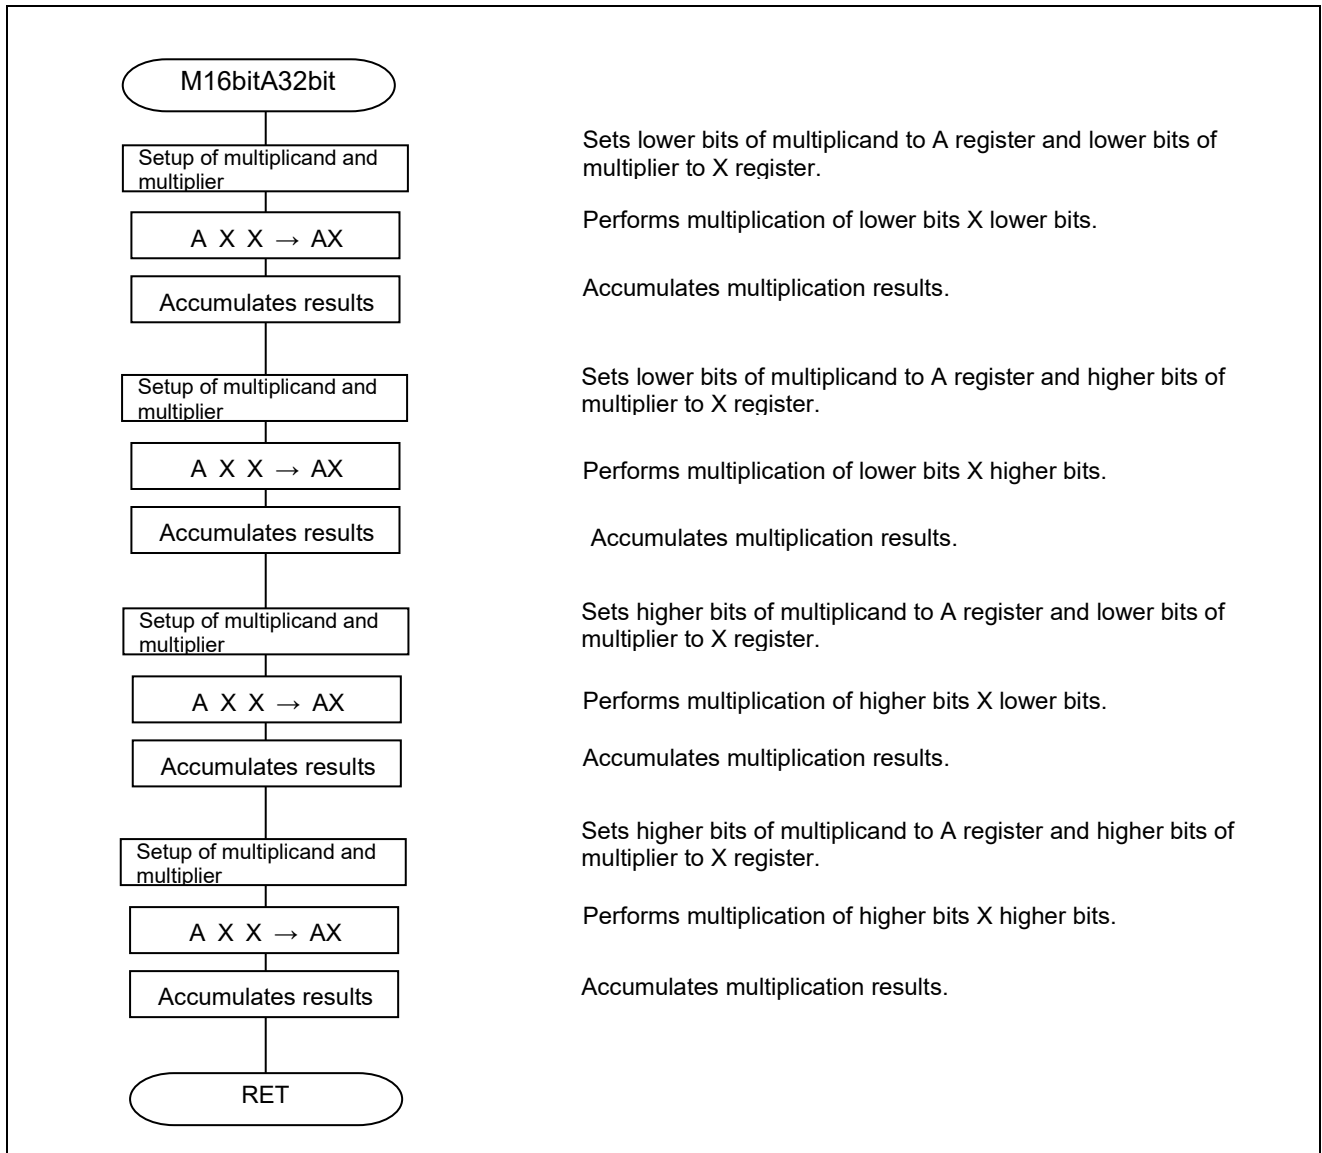 M16bitA32bit
Setup of multiplicand and
multiplier
Sets lower bits of multiplicand to A register and lower bits of
multiplier to X register.
A X X → AX
Performs multiplication of lower bits X lower bits.
Accumulates results
Accumulates multiplication results.
Setup of multiplicand and
multiplier
Sets lower bits of multiplicand to A register and higher bits of
multiplier to X register.
A X X → AX
Performs multiplication of lower bits X higher bits.
Accumulates results
Accumulates multiplication results.
Setup of multiplicand and
multiplier
Sets higher bits of multiplicand to A register and lower bits of
multiplier to X register.
A X X → AX
Performs multiplication of higher bits X lower bits.
Accumulates results
Accumulates multiplication results.
Setup of multiplicand and
multiplier
Sets higher bits of multiplicand to A register and higher bits of
multiplier to X register.
A X X → AX
Performs multiplication of higher bits X higher bits.
Accumulates results
Accumulates multiplication results.
RET